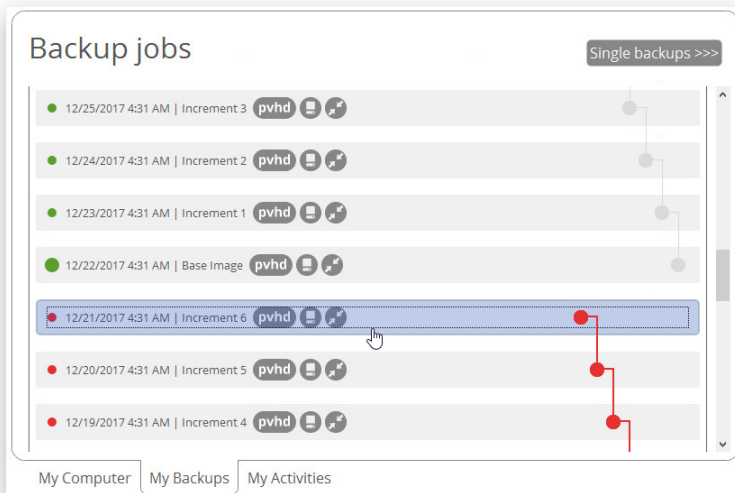 Backup jobs
Single backups >>>
12/25/2017 4:31 AM | Increment 3 pvhd
12/24/2017 4:31 AM | Increment 2 pvhd
12/23/2017 4:31 AM | Increment 1 pvhd
12/22/2017 4:31 AM | Base Image pvhd
12/21/2017 4:31 AM | Increment 6 pvhd
12/20/2017 4:31 AM | Increment 5 pvhd
12/19/2017 4:31 AM | Increment 4 pvhd
My Computer My Backups My Activities